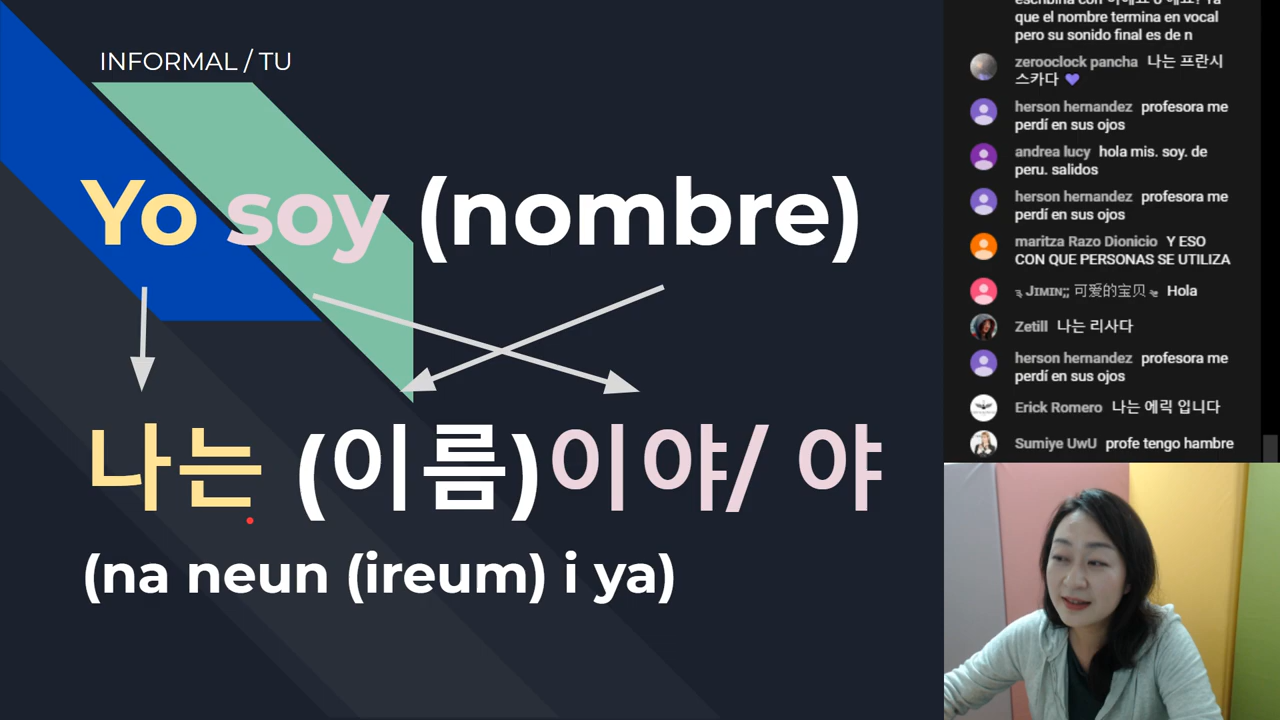 INFORMAL / TU
Yo soy (nombre)
나는 (이름)이야/ 야
(na neun (ireum) i ya)
que el nombre termina en vocal
pero su sonido final es de n
zerooclock pancha 나는 프란시
스카다 💜
herson hernandez profesora me
perdí en sus ojos
andrea lucy hola mis. soy. de
peru. salidos
herson hernandez profesora me
perdí en sus ojos
maritza Razo Dionicio Y ESO
CON QUE PERSONAS SE UTILIZA
Jɪᴍɪɴ;; 可爱的宝贝 Hola
Zetill 나는 리사다
herson hernandez profesora me
perdí en sus ojos
Erick Romero 나는 에릭 입니다
Sumiye UwU profe tengo hambre